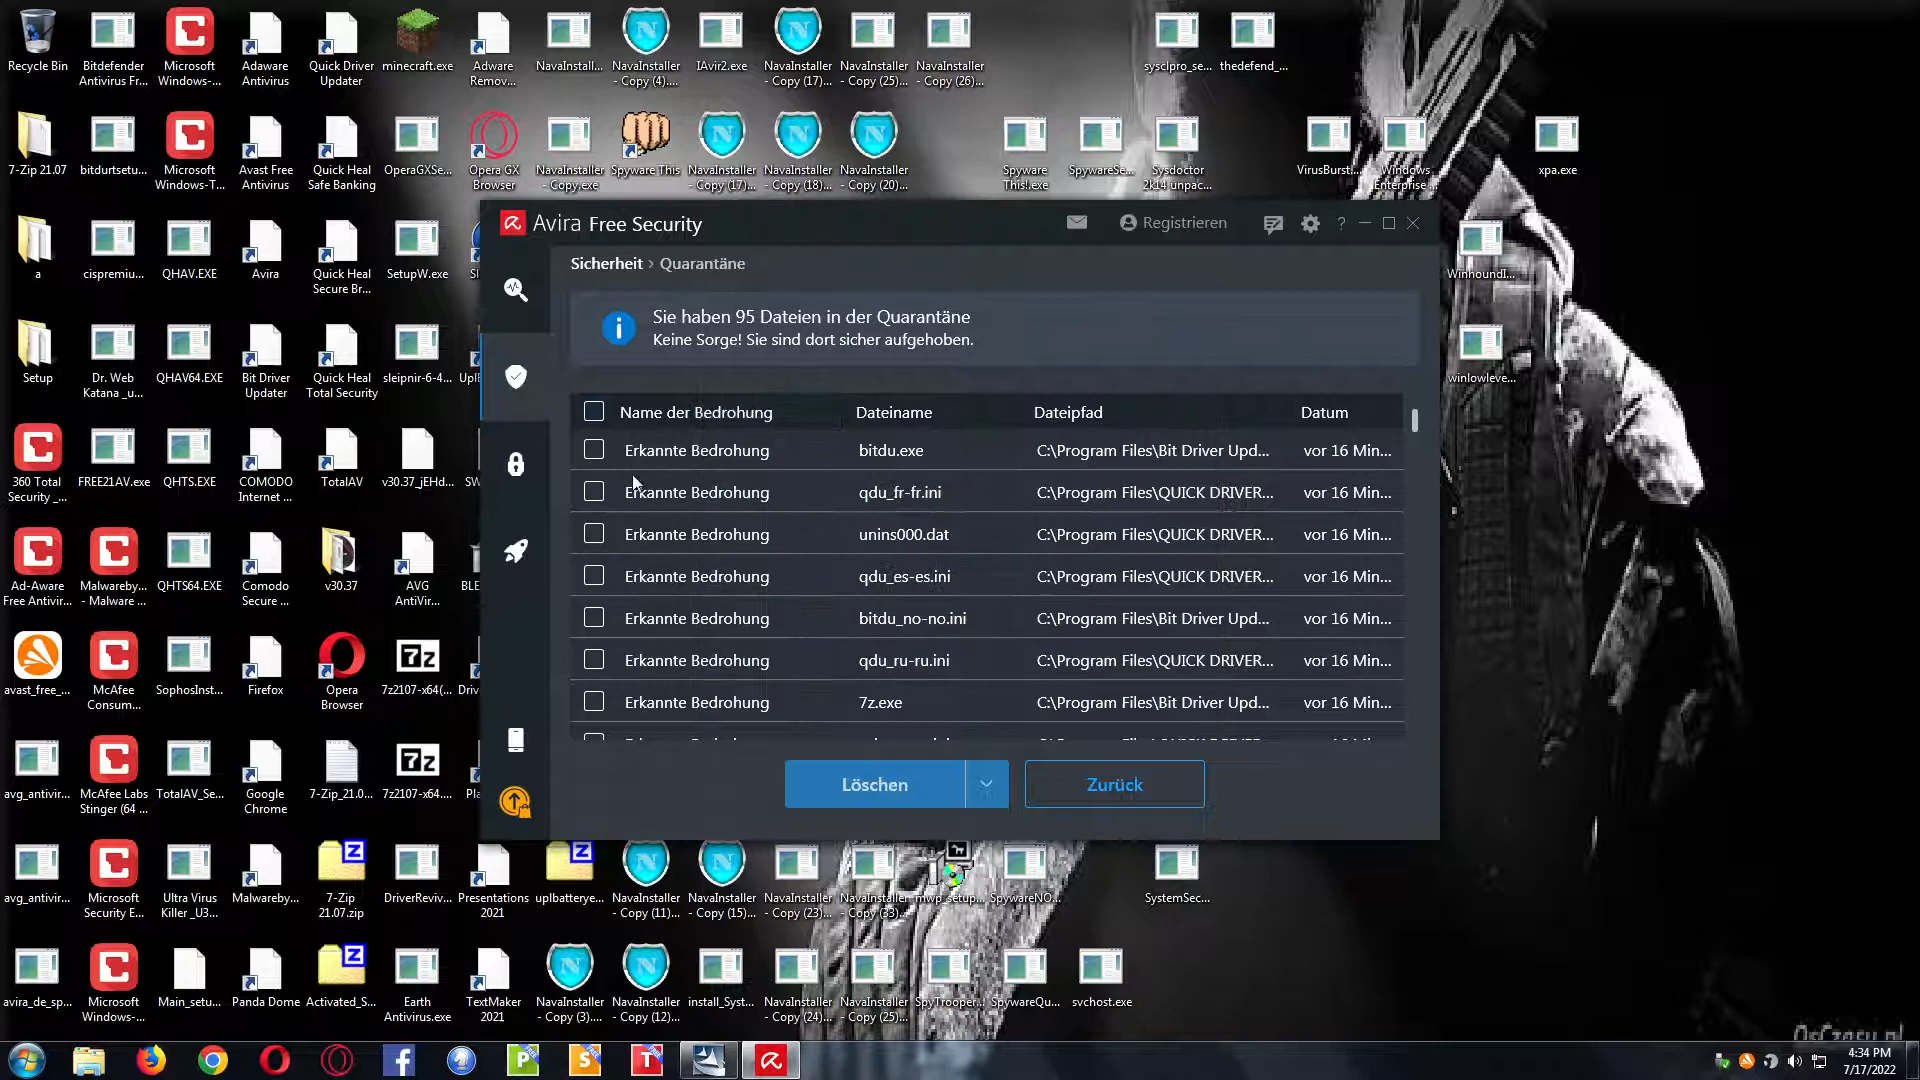 Recycle Bin
Bitdefender
Antivirus Fr...
Microsoft
Windows-...
Adaware
Antivirus
Quick Driver
Updater
minecraft.exe
Adware
Remov...
NavaInstall...
NavaInstaller
- Copy (4)....
IAvir2.exe
NavaInstaller
- Copy (17)...
NavaInstaller
- Copy (25)...
NavaInstaller
- Copy (26)...
sysclpro_se...
thedefend_...
7-Zip 21.07
bitdurtsetu...
Microsoft
Windows-T...
Avast Free
Antivirus
Quick Heal
Safe Banking
OperaGXSe...
Opera GX
Browser
NavaInstaller
- Copy.exe
Spyware This
NavaInstaller
- Copy (17)...
NavaInstaller
- Copy (18)...
NavaInstaller
- Copy (20)...
Spyware
This!.exe
SpywareSe...
Sysdoctor
2k14 unpac...
VirusBurst!...
Windows
Enterprise ...
xpa.exe
a
cispremiu...
QHAV.EXE
Avira
Quick Heal
Secure Br...
SetupW.exe
WinhoundI...
Setup
Dr. Web
Katana _u...
QHAV64.EXE
Bit Driver
Updater
Quick Heal
Total Security
sleipnir-6-4...
winlowleve...
360 Total
Security _...
FREE21AV.exe
QHTS.EXE
COMODO
Internet ...
TotalAV
v30.37_jEHd...
Ad-Aware
Free Antivir...
Malwareby...
- Malware ...
QHTS64.EXE
Comodo
Secure ...
v30.37
AVG
AntiVir...
avast_free_...
McAfee
Consum...
SophosInst...
Firefox
Opera
Browser
7z2107-x64(...
avg_antivir...
McAfee Labs
Stinger (64 ...
TotalAV_Se...
Google
Chrome
7-Zip_21.0...
7z2107-x64....
Avira Free Security
Registrieren
?
Sicherheit › Quarantäne
Sie haben 95 Dateien in der Quarantäne
Keine Sorge! Sie sind dort sicher aufgehoben.
Name der Bedrohung Dateiname Dateipfad Datum
Erkannte Bedrohung bitdu.exe C:\Program Files\Bit Driver Upd... vor 16 Min...
Erkannte Bedrohung qdu_fr-fr.ini C:\Program Files\QUICK DRIVER... vor 16 Min...
Erkannte Bedrohung unins000.dat C:\Program Files\QUICK DRIVER... vor 16 Min...
Erkannte Bedrohung qdu_es-es.ini C:\Program Files\QUICK DRIVER... vor 16 Min...
Erkannte Bedrohung bitdu_no-no.ini C:\Program Files\Bit Driver Upd... vor 16 Min...
Erkannte Bedrohung qdu_ru-ru.ini C:\Program Files\QUICK DRIVER... vor 16 Min...
Erkannte Bedrohung 7z.exe C:\Program Files\Bit Driver Upd... vor 16 Min...
Löschen
Zurück
avg_antivir...
Microsoft
Security E...
Ultra Virus
Killer _U3...
Malwareby...
7-Zip
21.07.zip
DriverReviv...
Presentations
2021
uplbatterye...
NavaInstaller
- Copy (11)...
NavaInstaller
- Copy (15)...
NavaInstaller
- Copy (23)...
NavaInstaller
- Copy (33)...
mwp_setup...
SpywareNO...
SystemSec...
avira_de_sp...
Microsoft
Windows-...
Main_setu...
Panda Dome
Activated_S...
Earth
Antivirus.exe
TextMaker
2021
NavaInstaller
- Copy (3)....
NavaInstaller
- Copy (12)...
install_Syst...
NavaInstaller
- Copy (24)...
NavaInstaller
- Copy (25)...
SpyTrooper...
SpywareQu...
svchost.exe
4:34 PM
7/17/2022